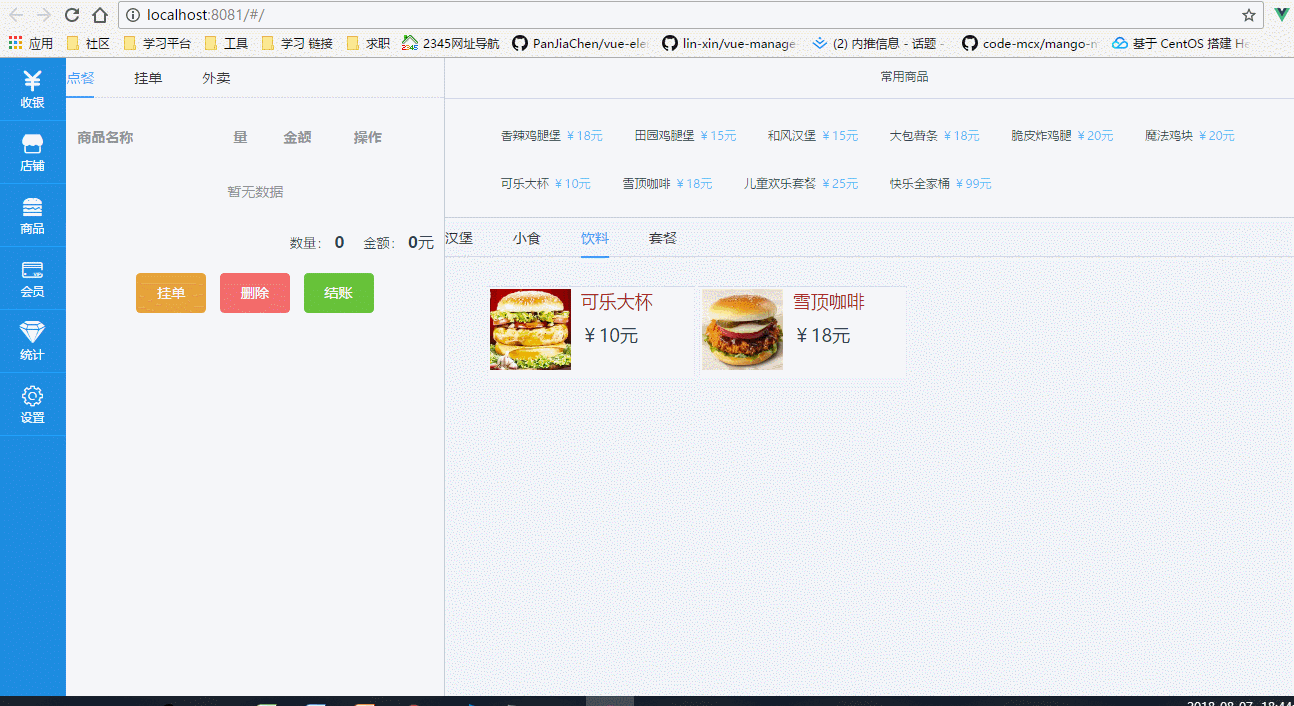 localhost:8081/#/
应用 社区 学习平台 工具 学习 链接 求职 2345网址导航 PanJiaChen/vue-ele lin-xin/vue-manage (2) 内推信息 - 话题 - code-mcx/mango-m 基于 CentOS 搭建 He
收银
店铺
商品
会员
统计
设置
点餐 挂单 外卖
商品名称 量 金额 操作
暂无数据
数量： 0 金额： 0元
挂单 删除 结账
常用商品
香辣鸡腿堡 ￥18元 田园鸡腿堡 ￥15元 和风汉堡 ￥15元 大包薯条 ￥18元 脆皮炸鸡腿 ￥20元 魔法鸡块 ￥20元
可乐大杯 ￥10元 雪顶咖啡 ￥18元 儿童欢乐套餐 ￥25元 快乐全家桶 ￥99元
汉堡 小食 饮料 套餐
可乐大杯
￥10元
雪顶咖啡
￥18元
2018-08-07 18:44